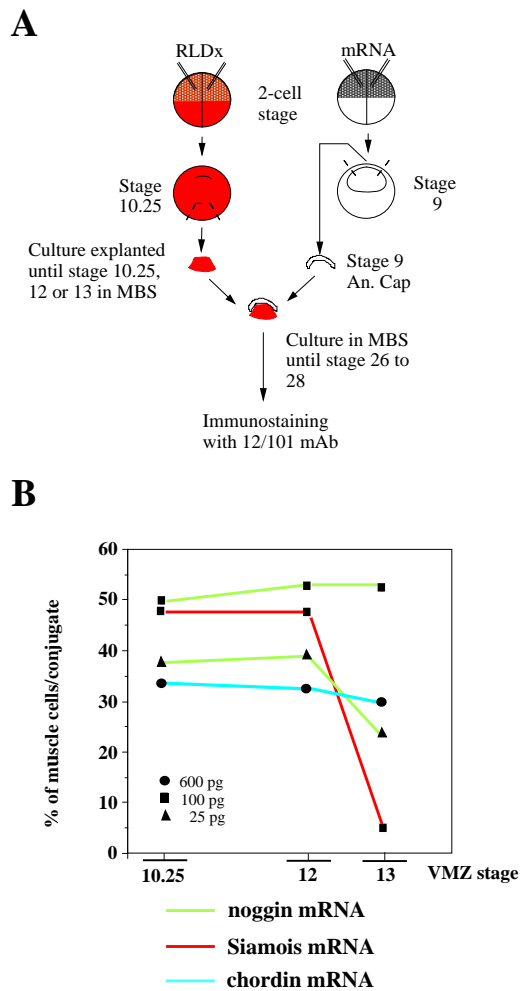 A
RLDx
mRNA
2-cell
stage
Stage
10.25
Stage
9
Culture explanted
until stage 10.25,
12 or 13 in MBS
Stage 9
An. Cap
Culture in MBS
until stage 26 to
28
Immunostaining
with 12/101 mAb
B
% of muscle cells/conjugate
60
50
40
30
20
10
0
600 pg
100 pg
25 pg
10.25
12
13
VMZ stage
noggin mRNA
Siamois mRNA
chordin mRNA